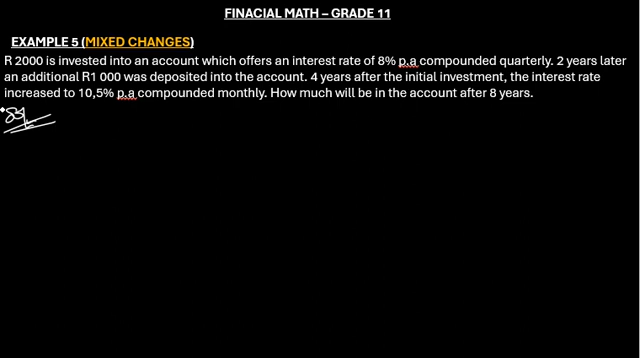 FINACIAL MATH – GRADE 11
EXAMPLE 5 (MIXED CHANGES)
R 2000 is invested into an account which offers an interest rate of 8% p.a compounded quarterly. 2 years later
an additional R1 000 was deposited into the account. 4 years after the initial investment, the interest rate
increased to 10,5% p.a compounded monthly. How much will be in the account after 8 years.